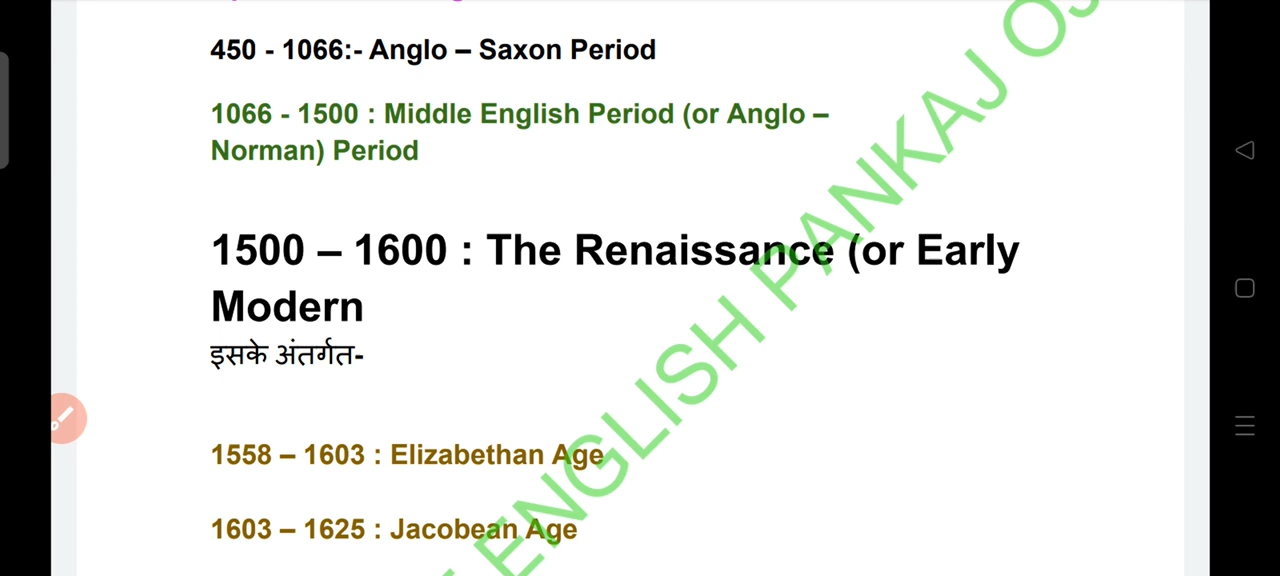 450 - 1066:- Anglo – Saxon Period
1066 - 1500 : Middle English Period (or Anglo –
Norman) Period
1500 – 1600 : The Renaissance (or Early
Modern
इसके अंतर्गत-
1558 – 1603 : Elizabethan Age
1603 – 1625 : Jacobean Age
ENGLISH PANKAJ